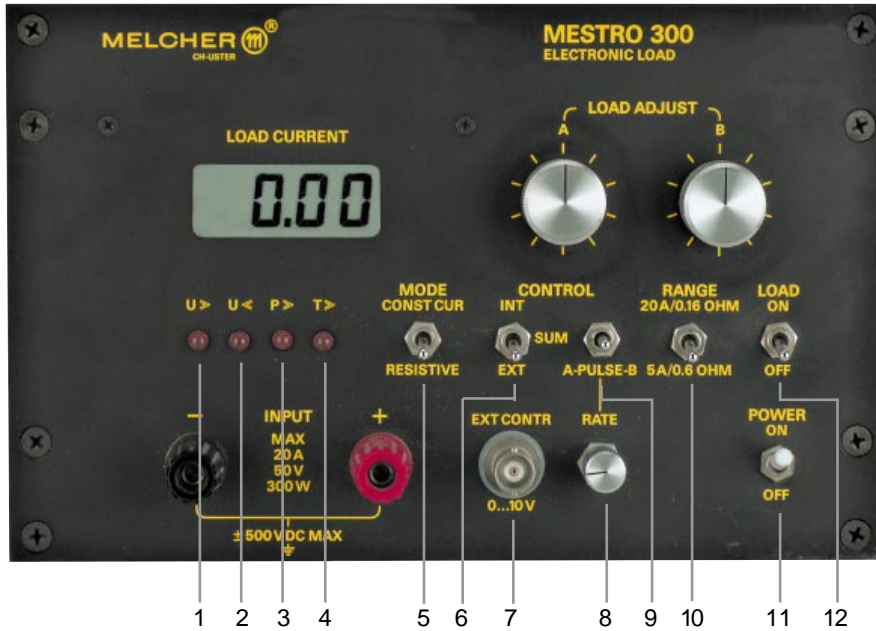 MELCHER ®
CH-USTER
MESTRO 300
ELECTRONIC LOAD
LOAD ADJUST
A B
LOAD CURRENT
0.00
U> U< P> T>
MODE
CONST CUR
RESISTIVE
CONTROL
INT
SUM
EXT
A-PULSE-B
RANGE
20A/0.16 OHM
5A/0.6 OHM
LOAD
ON
OFF
− INPUT +
MAX
20 A
50 V
300 W
± 500 VDC MAX
EXT CONTR
0...10 V
RATE
POWER
ON
OFF
1 2 3 4 5 6 7 8 9 10 11 12